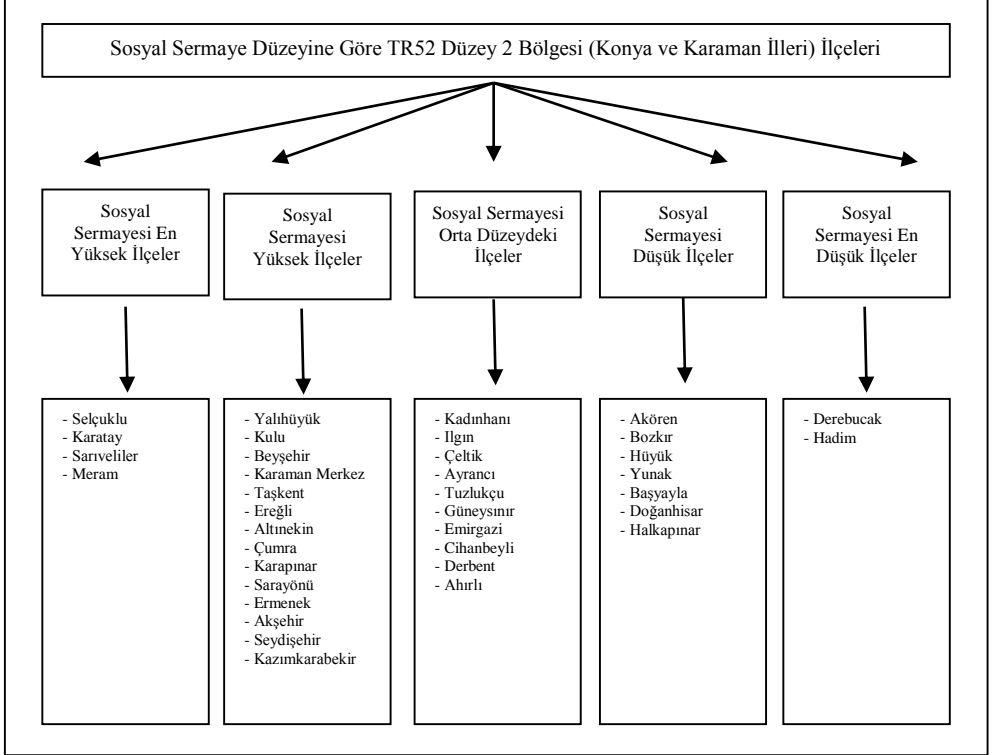 Sosyal Sermaye Düzeyine Göre TR52 Düzey 2 Bölgesi (Konya ve Karaman İlleri) İlçeleri
Sosyal
Sermayesi En
Yüksek İlçeler
Sosyal
Sermayesi
Yüksek İlçeler
Sosyal Sermayesi
Orta Düzeydeki
İlçeler
Sosyal
Sermayesi
Düşük İlçeler
Sosyal
Sermayesi En
Düşük İlçeler
- Selçuklu
- Karatay
- Sarıveliler
- Meram
- Yalıhüyük
- Kulu
- Beyşehir
- Karaman Merkez
- Taşkent
- Ereğli
- Altınekin
- Çumra
- Karapınar
- Sarayönü
- Ermenek
- Akşehir
- Seydişehir
- Kazımkarabekir
- Kadınhanı
- Ilgın
- Çeltik
- Ayrancı
- Tuzlukçu
- Güneysınır
- Emirgazi
- Cihanbeyli
- Derbent
- Ahırlı
- Akören
- Bozkır
- Hüyük
- Yunak
- Başyayla
- Doğanhisar
- Halkapınar
- Derebucak
- Hadim